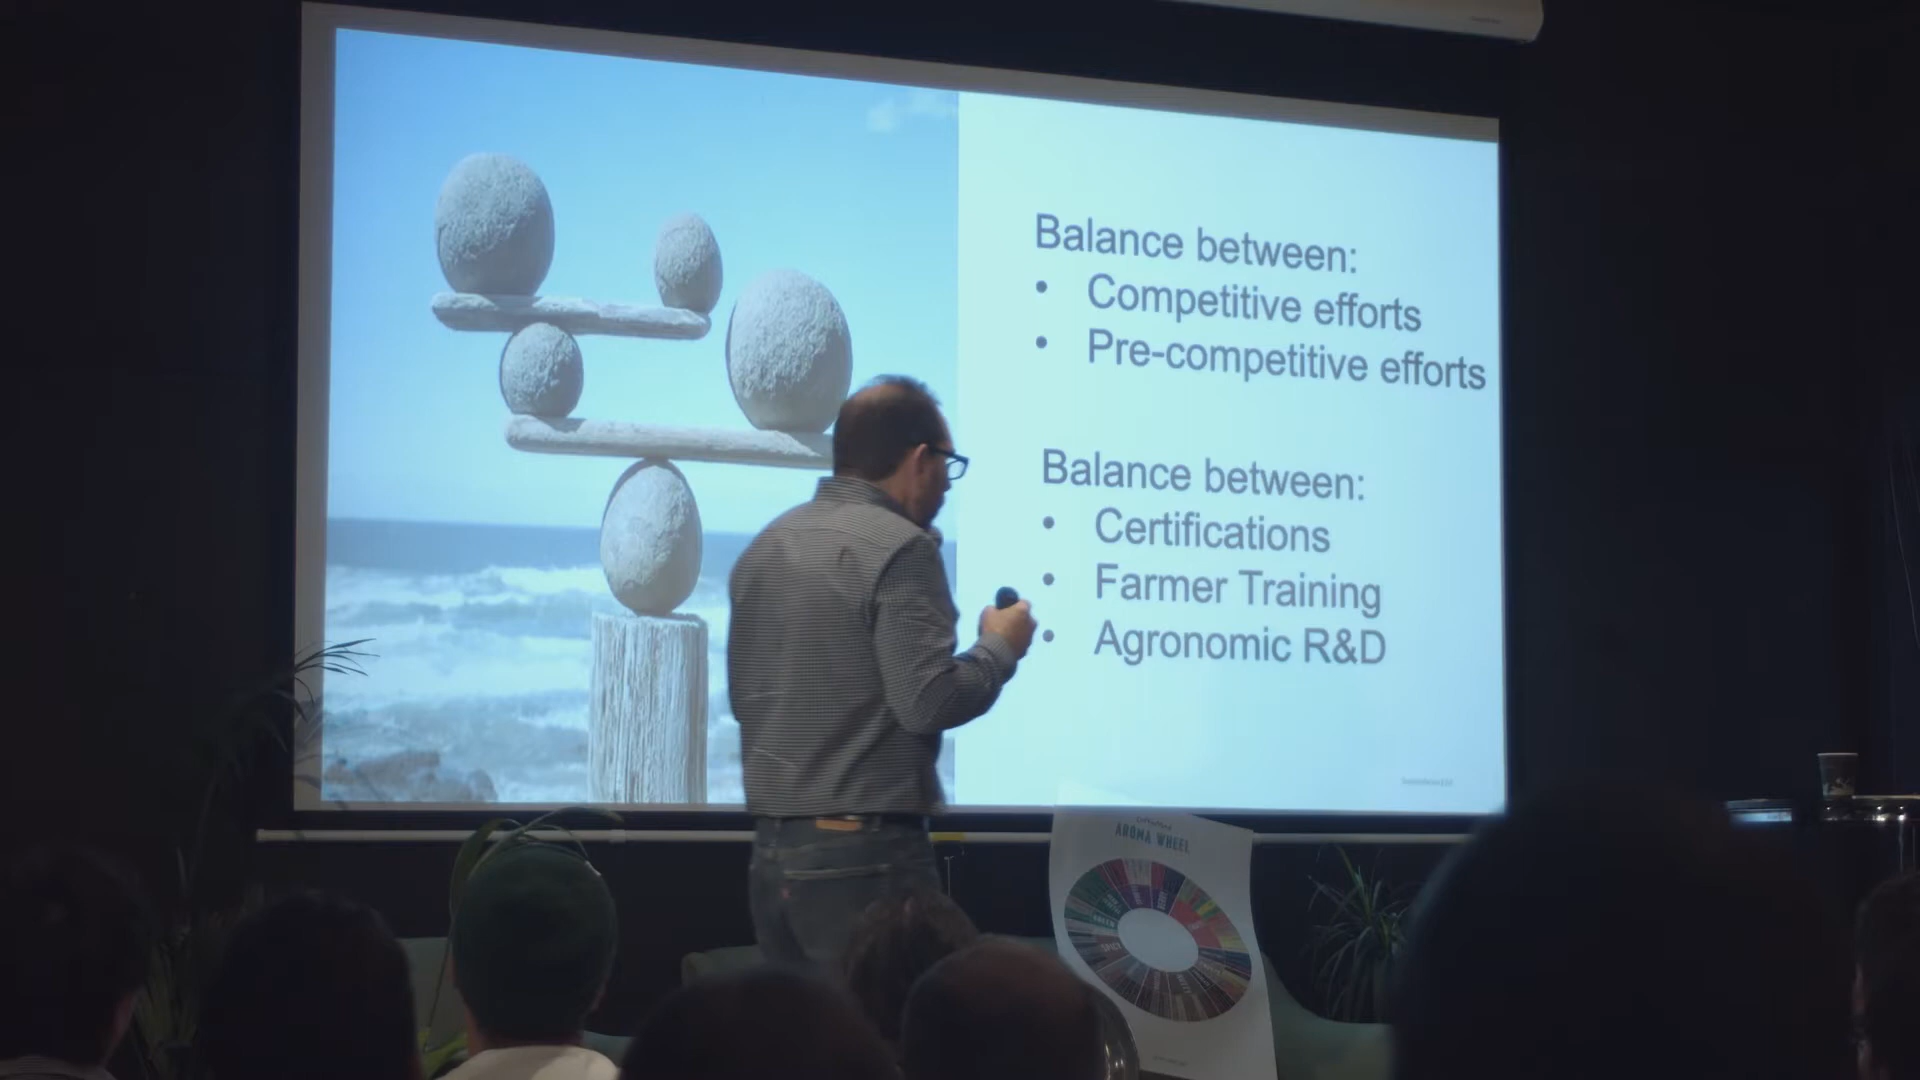 Balance between:
• Competitive efforts
• Pre-competitive efforts
Balance between:
• Certifications
• Farmer Training
• Agronomic R&D
AROMA WHEEL